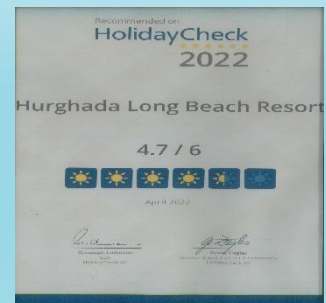 Recommended on
HolidayCheck
2022
Hurghada Long Beach Resort
4.7 / 6
April 2022